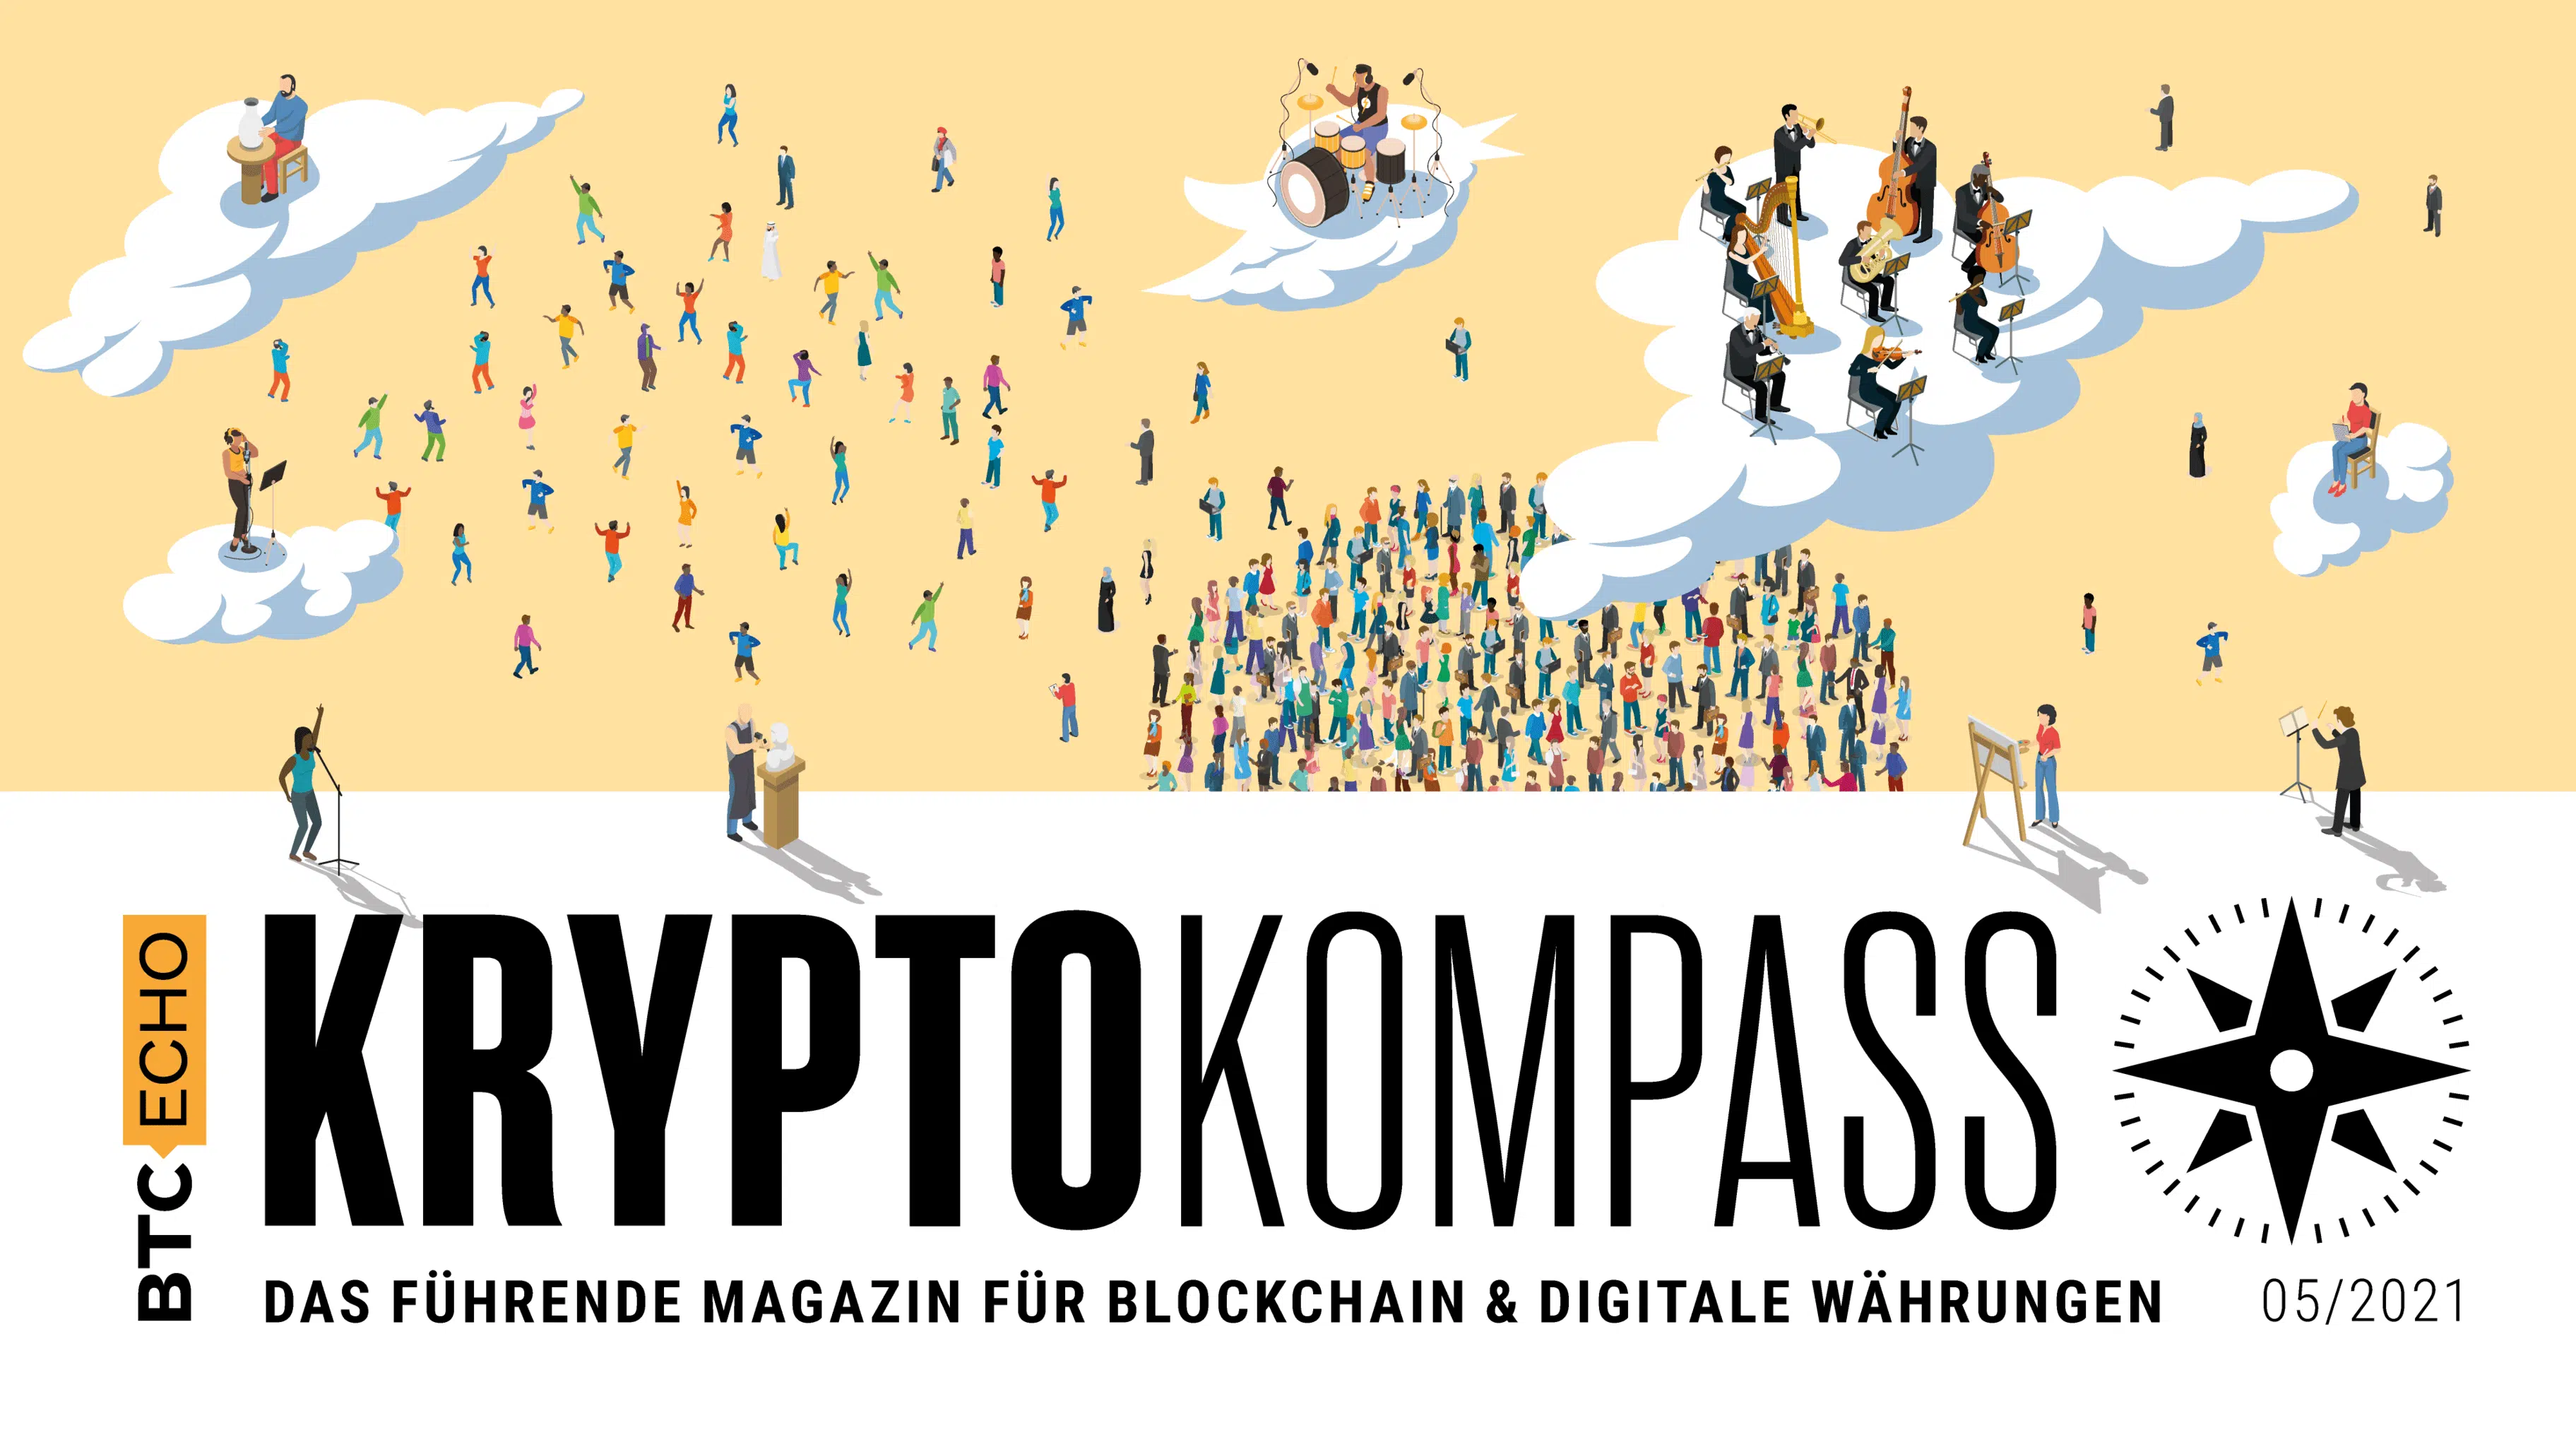 BTC ECHO
KRYPTOKOMPASS
DAS FÜHRENDE MAGAZIN FÜR BLOCKCHAIN & DIGITALE WÄHRUNGEN
05/2021